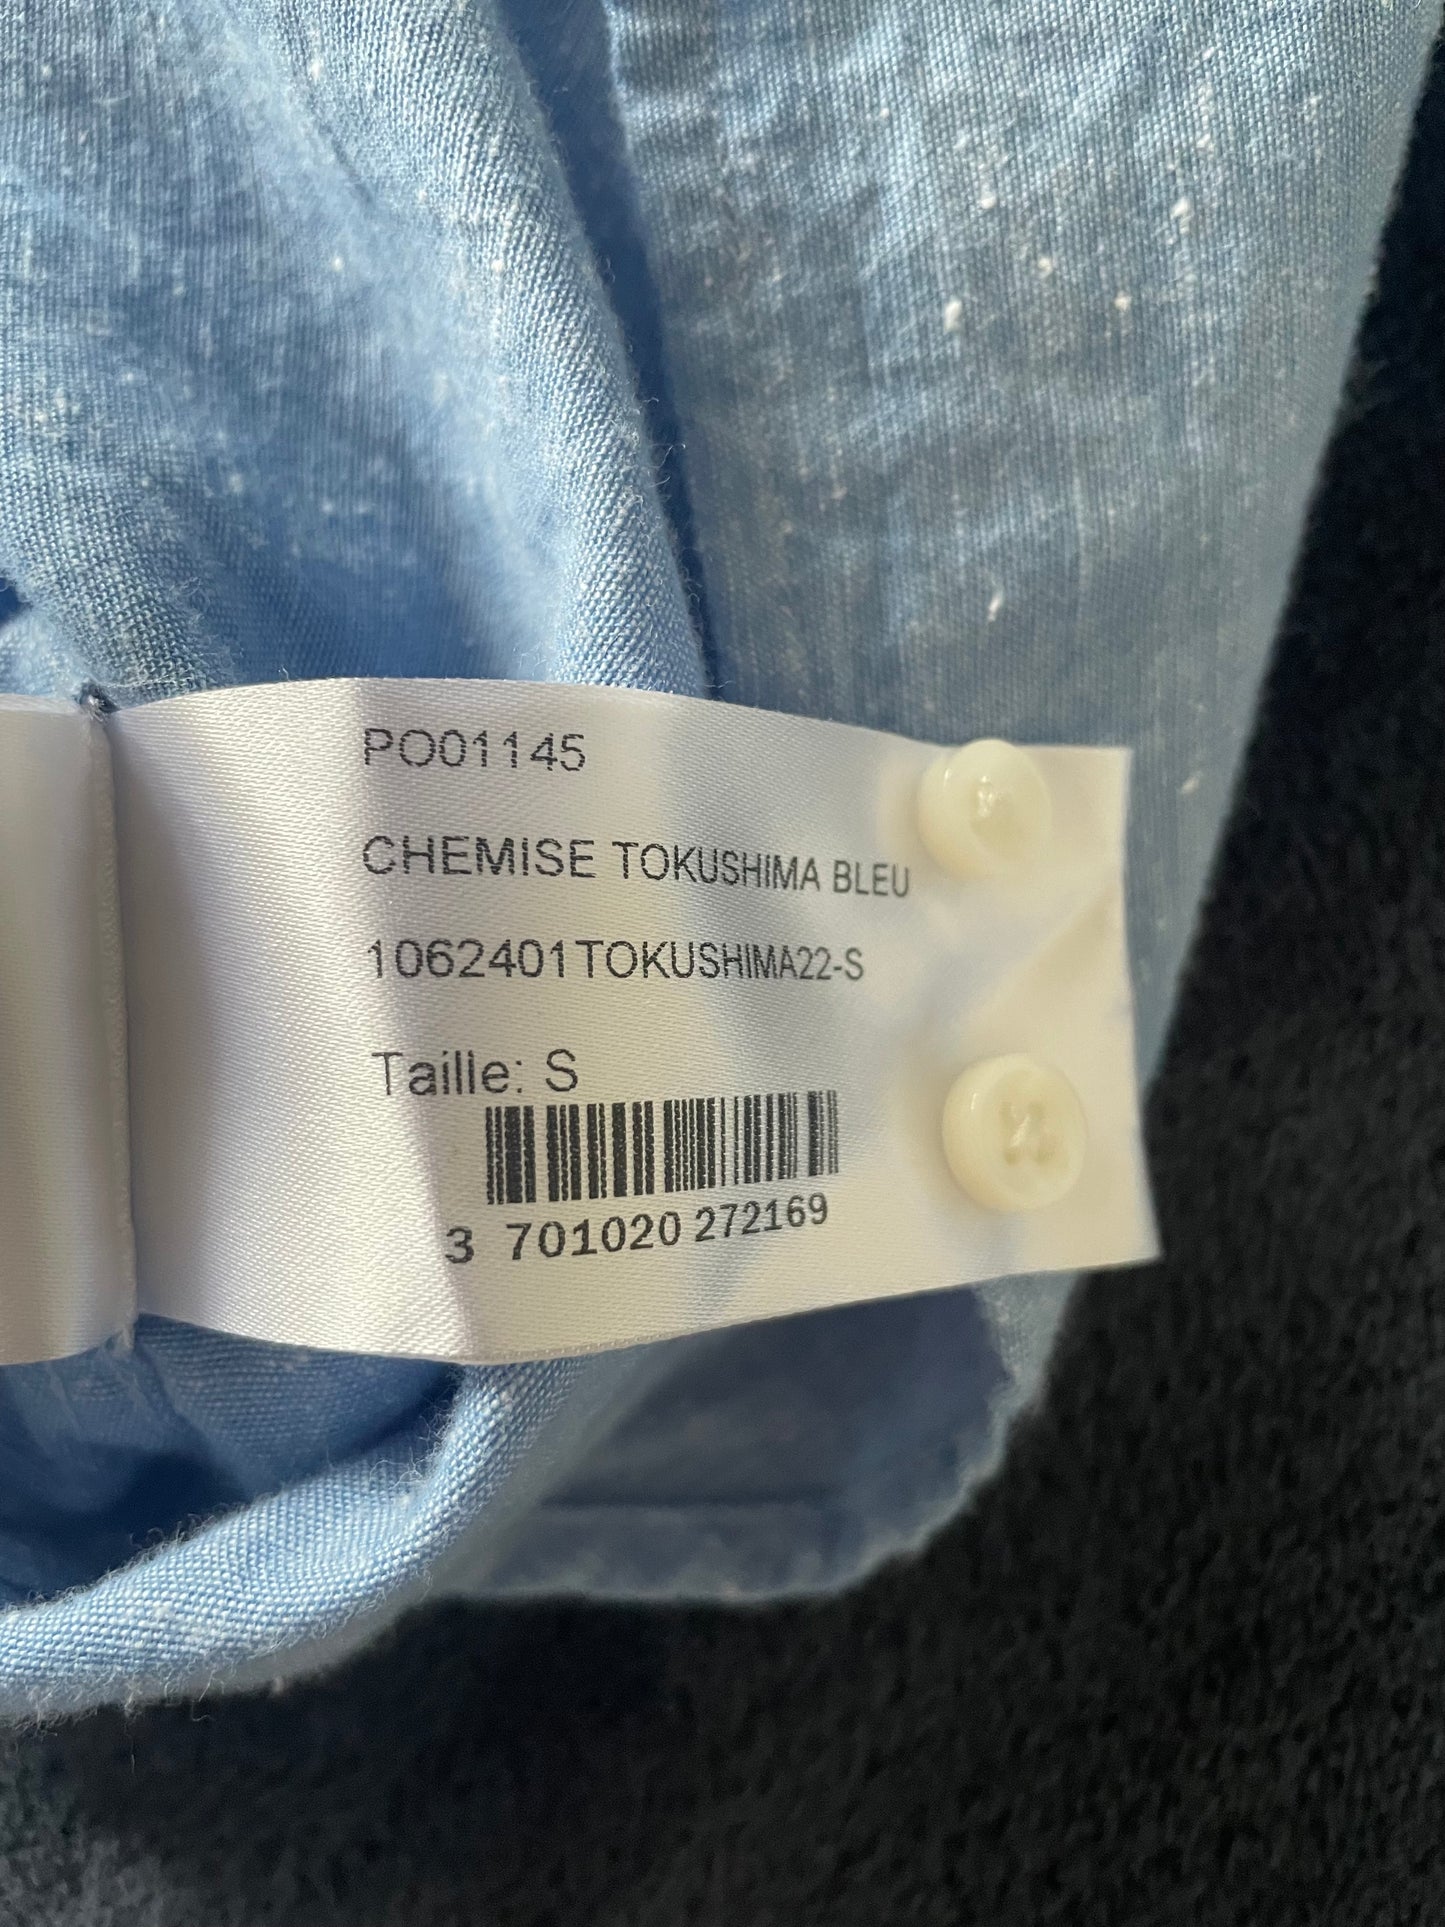 PO01145
CHEMISE TOKUSHIMA BLEU
1062401TOKUSHIMA22-S
Taille: S
3 701020 272169